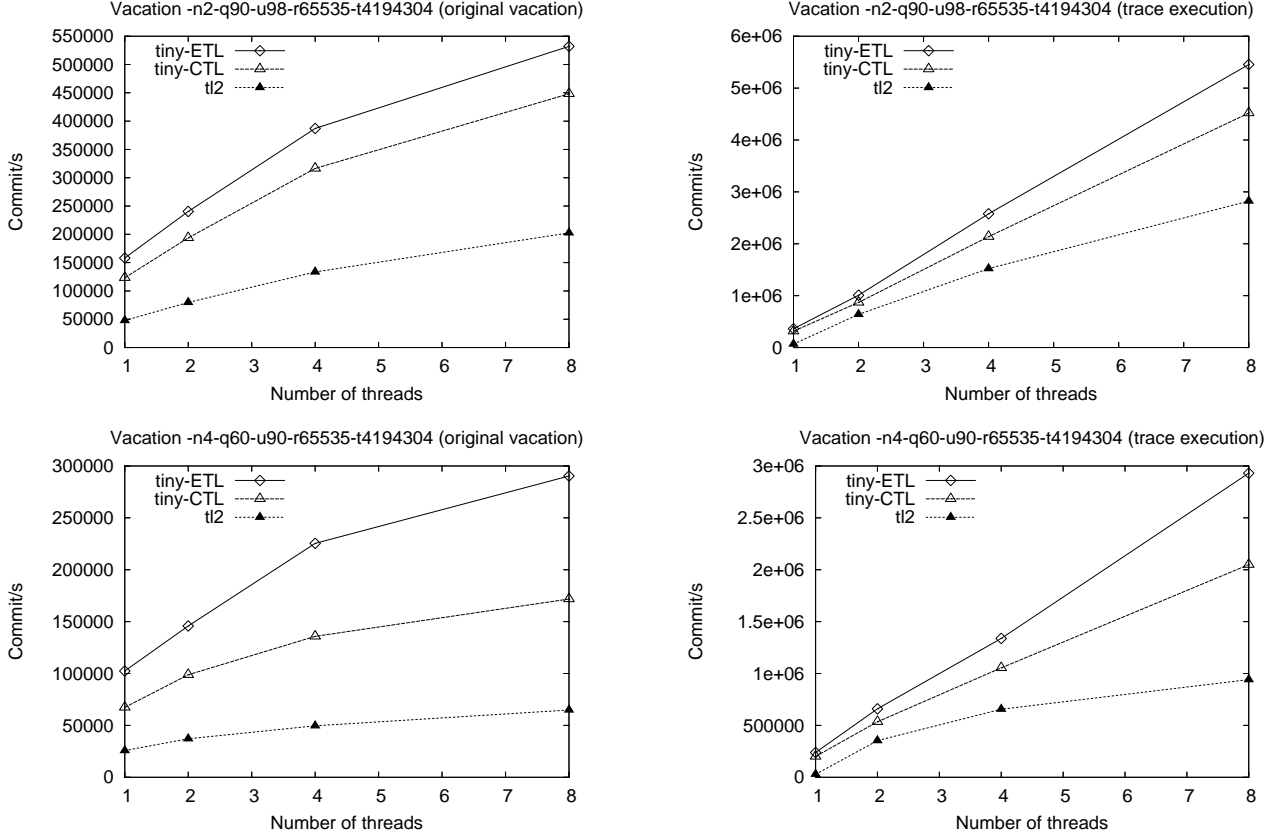 Vacation -n2-q90-u98-r65535-t4194304 (original vacation)
550000
500000
450000
400000
350000
300000
250000
200000
150000
100000
50000
0
Commit/s
tiny-ETL
tiny-CTL
tl2
1 2 3 4 5 6 7 8
Number of threads
Vacation -n2-q90-u98-r65535-t4194304 (trace execution)
6e+06
5e+06
4e+06
3e+06
2e+06
1e+06
0
Commit/s
tiny-ETL
tiny-CTL
tl2
1 2 3 4 5 6 7 8
Number of threads
Vacation -n4-q60-u90-r65535-t4194304 (original vacation)
300000
250000
200000
150000
100000
50000
0
Commit/s
tiny-ETL
tiny-CTL
tl2
1 2 3 4 5 6 7 8
Number of threads
Vacation -n4-q60-u90-r65535-t4194304 (trace execution)
3e+06
2.5e+06
2e+06
1.5e+06
1e+06
500000
0
Commit/s
tiny-ETL
tiny-CTL
tl2
1 2 3 4 5 6 7 8
Number of threads